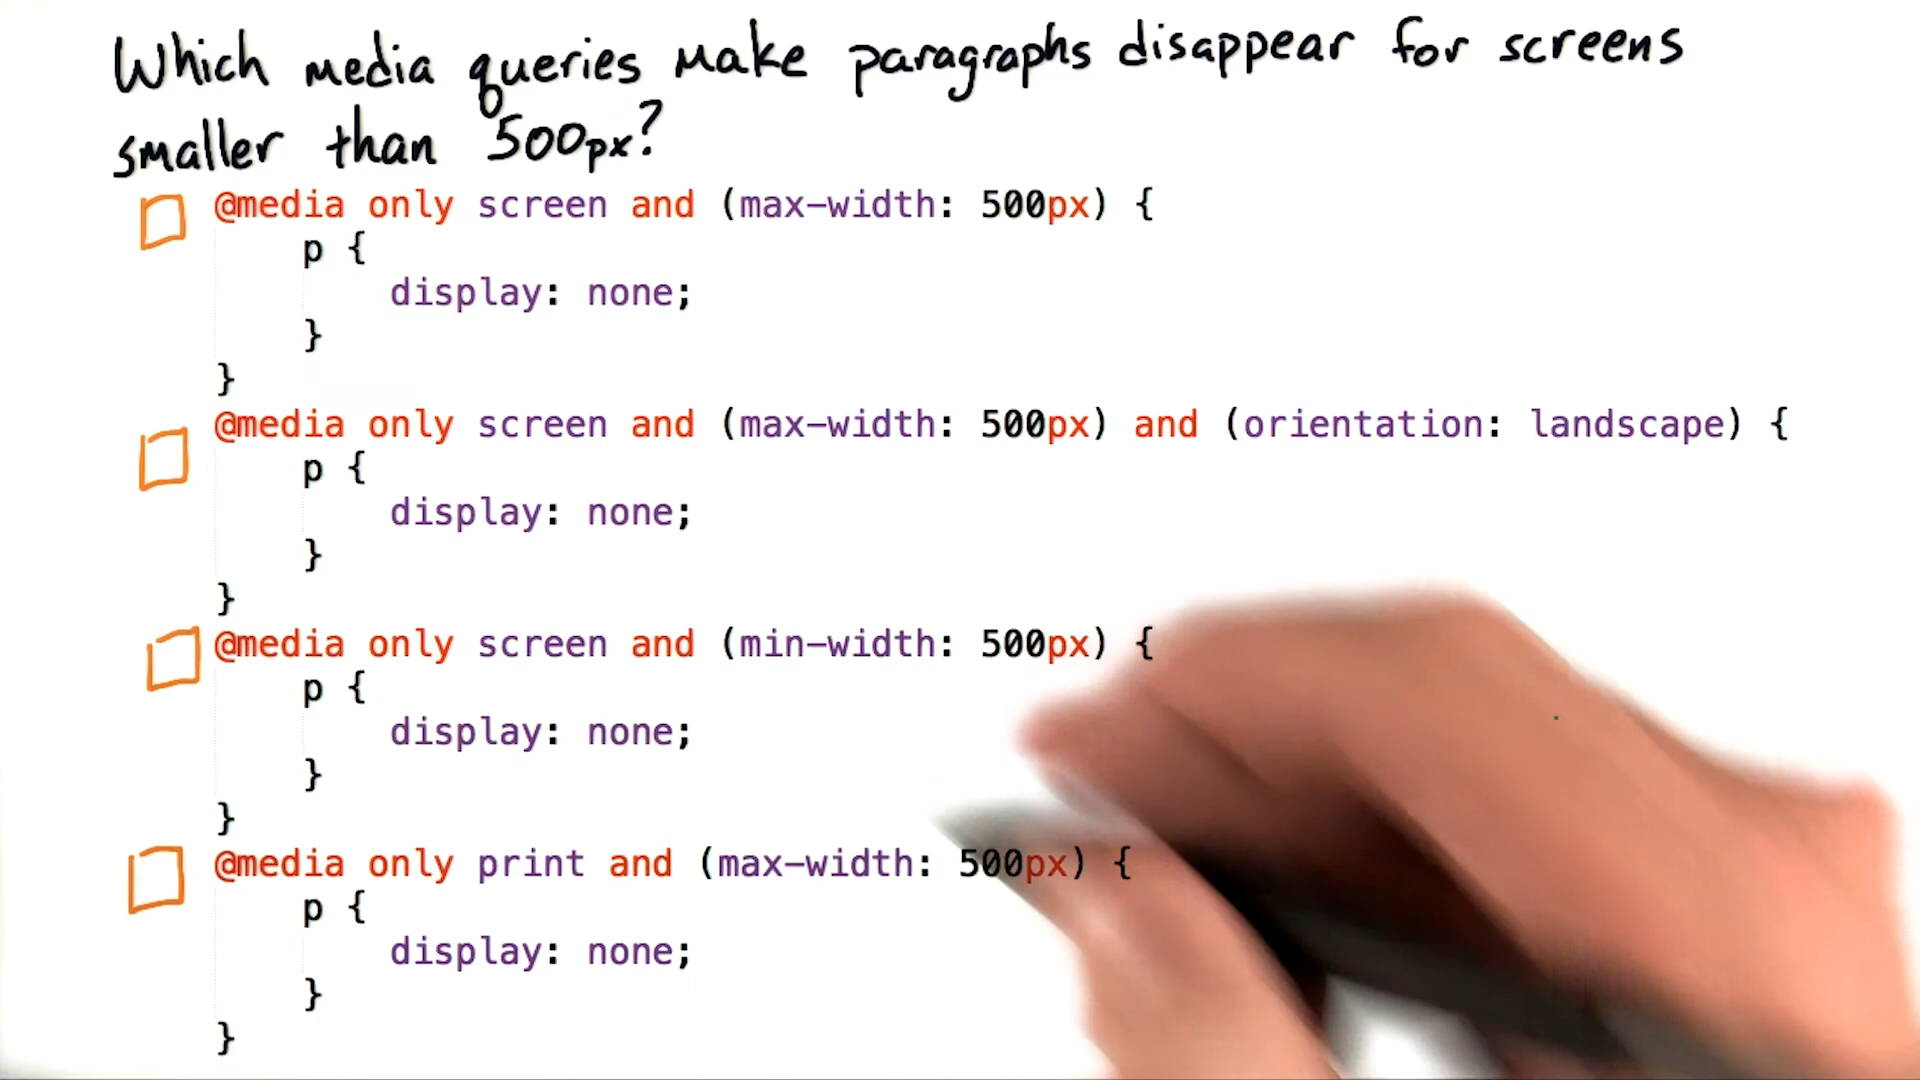 Which media queries make paragraphs disappear for screens
smaller than 500px?
@media only screen and (max-width: 500px) {
p {
display: none;
}
}
@media only screen and (max-width: 500px) and (orientation: landscape) {
p {
display: none;
}
}
@media only screen and (min-width: 500px) {
p {
display: none;
}
}
@media only print and (max-width: 500px) {
p {
display: none;
}
}